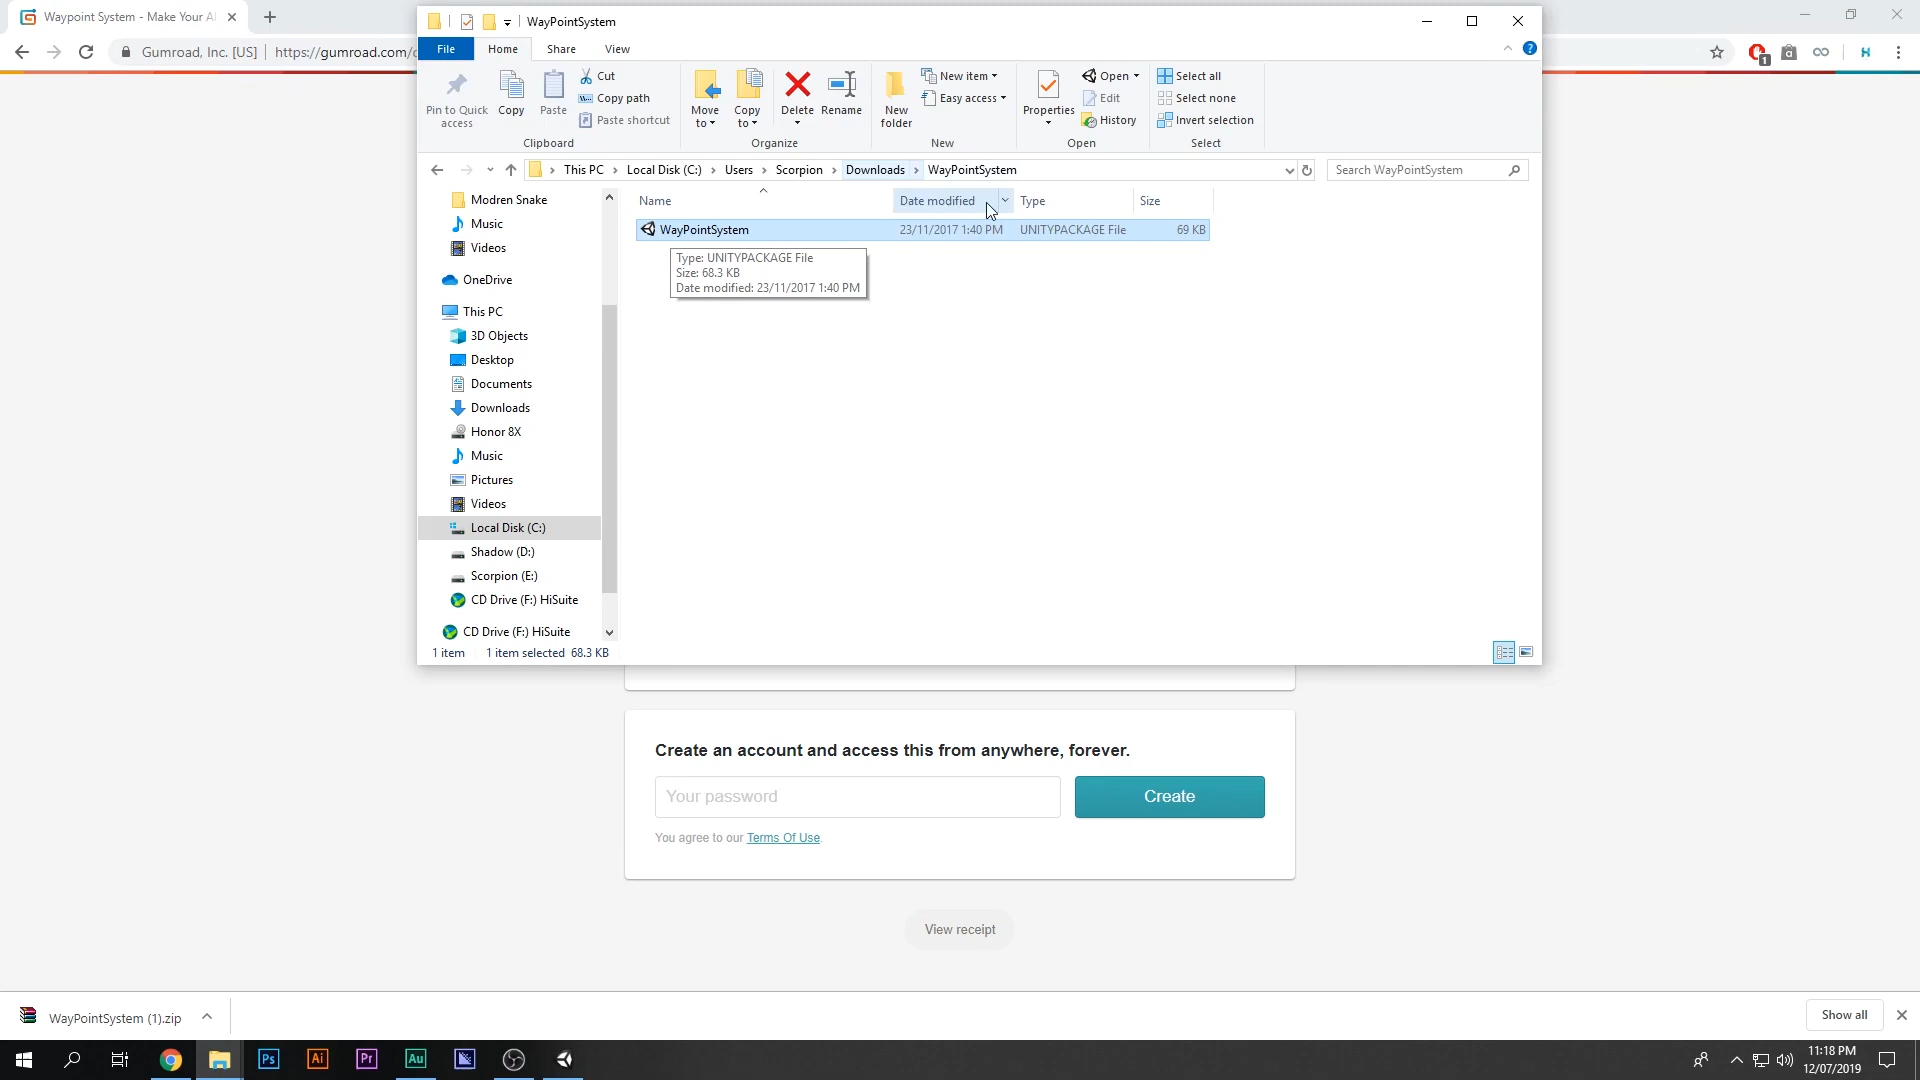 Waymark System - Make Your AI
WayPointSystem
Gumroad, Inc. [US]
https://gumroad.com/
1
File
Home
Share
View
Pin to Quick access
Copy
Paste
Cut
Copy path
Paste shortcut
Clipboard
Move to
Copy to
Delete
Rename
Organize
New folder
New item
Easy access
New
Properties
Open
Edit
History
Open
Select all
Select none
Invert selection
Select
This PC
Local Disk (C:)
Users
Scorpion
Downloads
WayPointSystem
Search WayPointSystem
Name
Date modified
Type
Size
WayPointSystem
23/11/2017 1:40 PM
UNITYPACKAGE File
69 KB
Type: UNITYPACKAGE File
Size: 68.3 KB
Date modified: 23/11/2017 1:40 PM
Modren Snake
Music
Videos
OneDrive
This PC
3D Objects
Desktop
Documents
Downloads
Honor 8X
Music
Pictures
Videos
Local Disk (C:)
Shadow (D:)
Scorpion (E:)
CD Drive (F:) HiSuite
CD Drive (F:) HiSuite
1 item
1 item selected 68.3 KB
Create an account and access this from anywhere, forever.
Your password
Create
You agree to our Terms Of Use.
View receipt
WayPointSystem (1).zip
Show all
Ps
Ai
Pr
Au
11:18 PM
12/07/2019